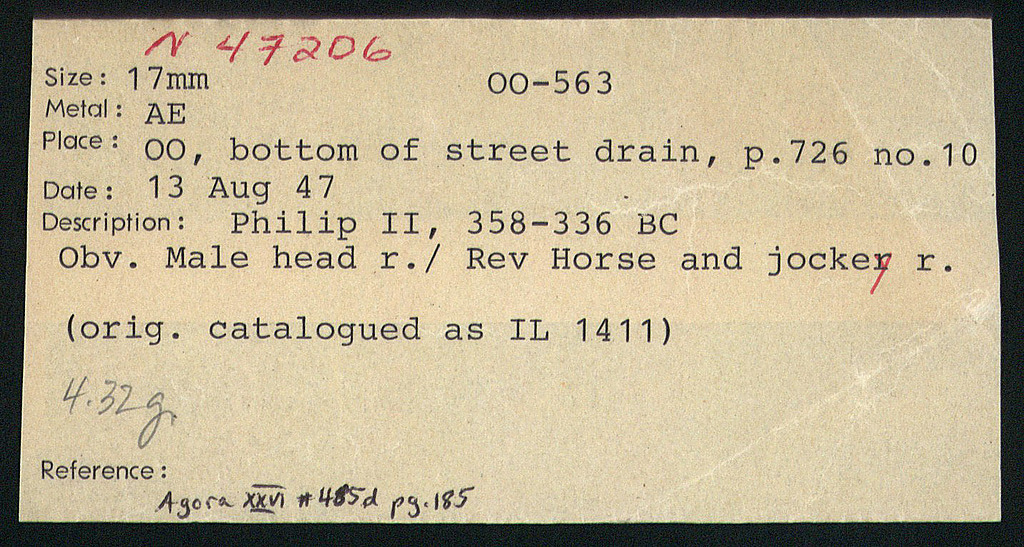 N 47206
Size: 17mm OO-563
Metal: AE
Place: OO, bottom of street drain, p.726 no.10
Date: 13 Aug 47
Description: Philip II, 358-336 BC
Obv. Male head r./ Rev Horse and jockey r.
(orig. catalogued as IL 1411)
4.32g.
Reference:
Agora XXVI #485d pg.185